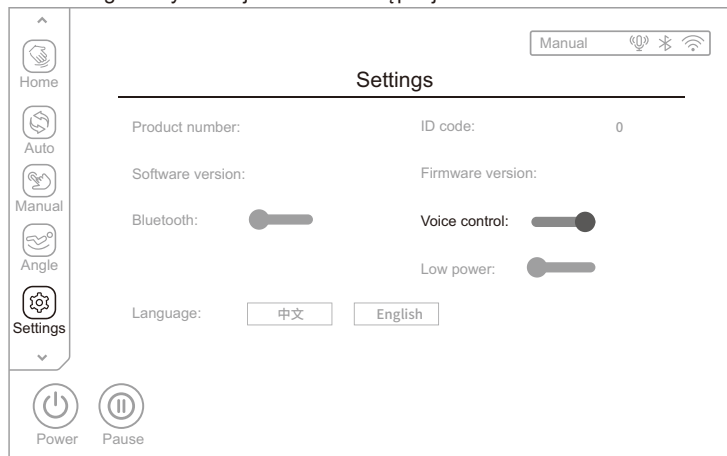 Manual
Home
Settings
Product number:
ID code: 0
Auto
Software version:
Firmware version:
Manual
Bluetooth:
Voice control:
Angle
Low power:
Language: 中文 English
Settings
Power
Pause